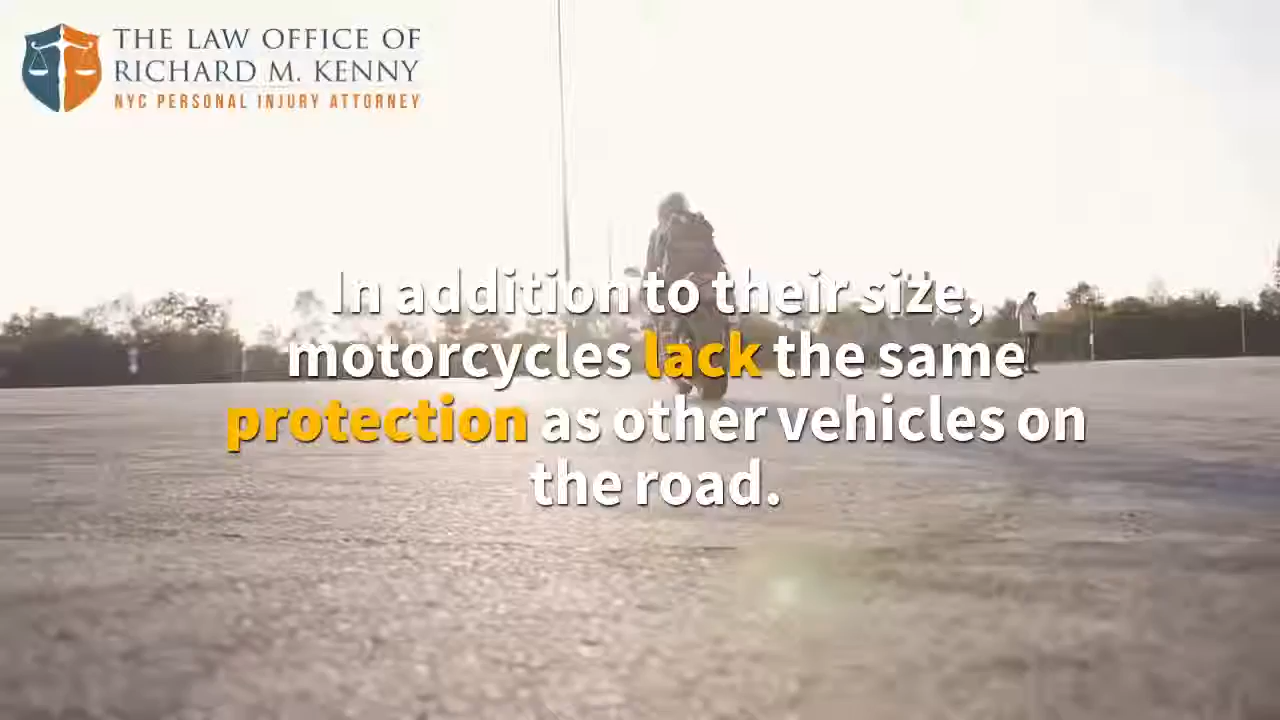 THE LAW OFFICE OF
RICHARD M. KENNY
NYC PERSONAL INJURY ATTORNEY
In addition to their size,
motorcycles lack the same
protection as other vehicles on
the road.